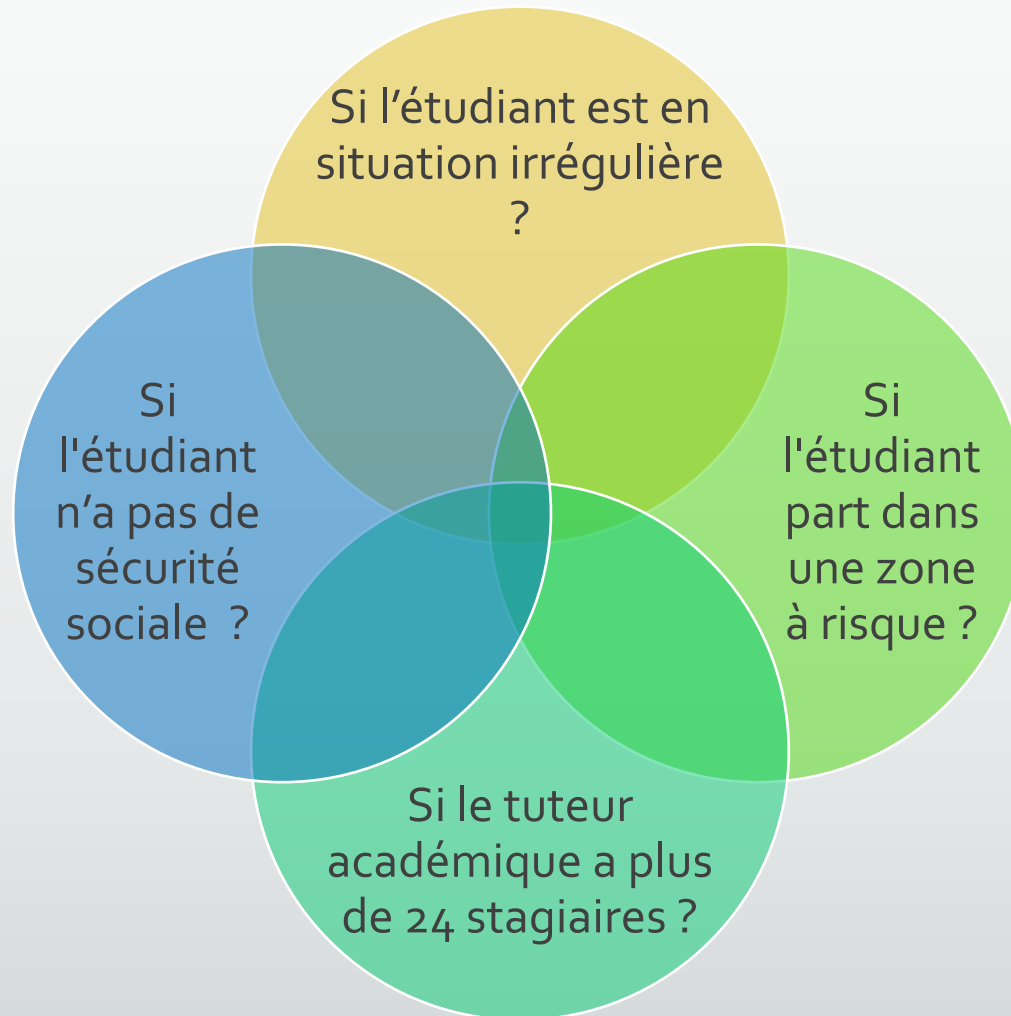 Si l’étudiant est en
situation irrégulière
?
Si
l'étudiant
n’a pas de
sécurité
sociale  ?
Si
l'étudiant
part dans
une zone
à risque ?
Si le tuteur
académique a plus
de 24 stagiaires ?